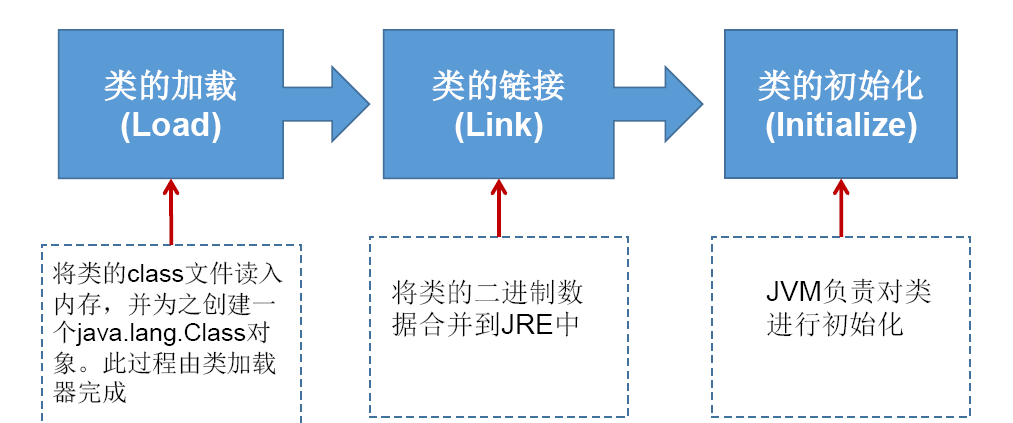 类的加载
(Load)
类的链接
(Link)
类的初始化
(Initialize)
将类的class文件读入
内存，并为之创建一
个java.lang.Class对
象。此过程由类加载
器完成
将类的二进制数
据合并到JRE中
JVM负责对类
进行初始化